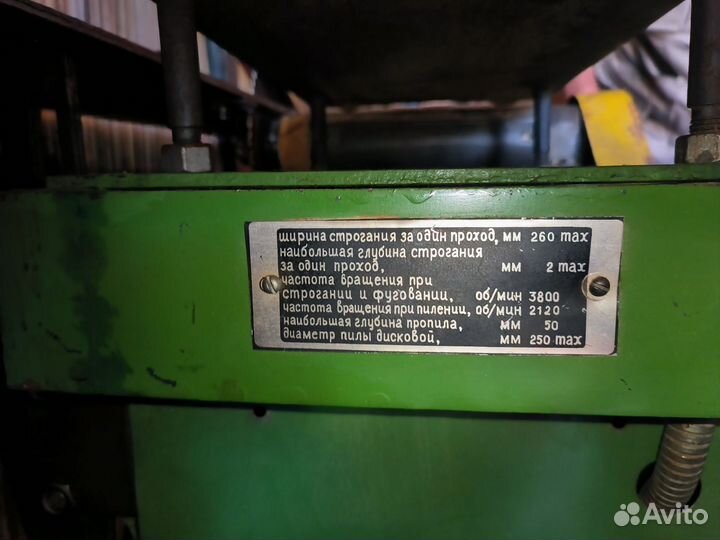 ширина строгания за один проход, мм 260 max
наибольшая глубина строгания
за один проход, мм 2 max
частота вращения при
строгании и фуговании, об/мин 3800
частота вращения при пилении, об/мин 2120
наибольшая глубина пропила, мм 50
диаметр пилы дисковой, мм 250 max
Avito